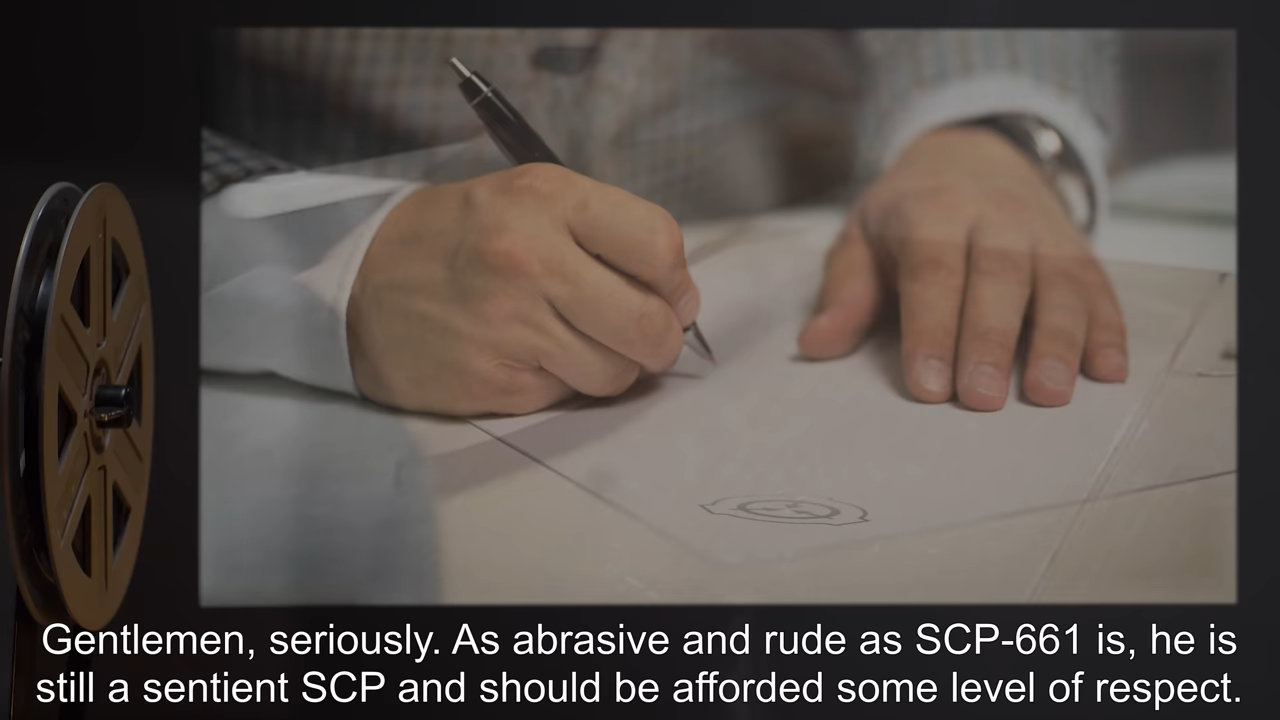 Gentlemen, seriously. As abrasive and rude as SCP-661 is, he is
still a sentient SCP and should be afforded some level of respect.